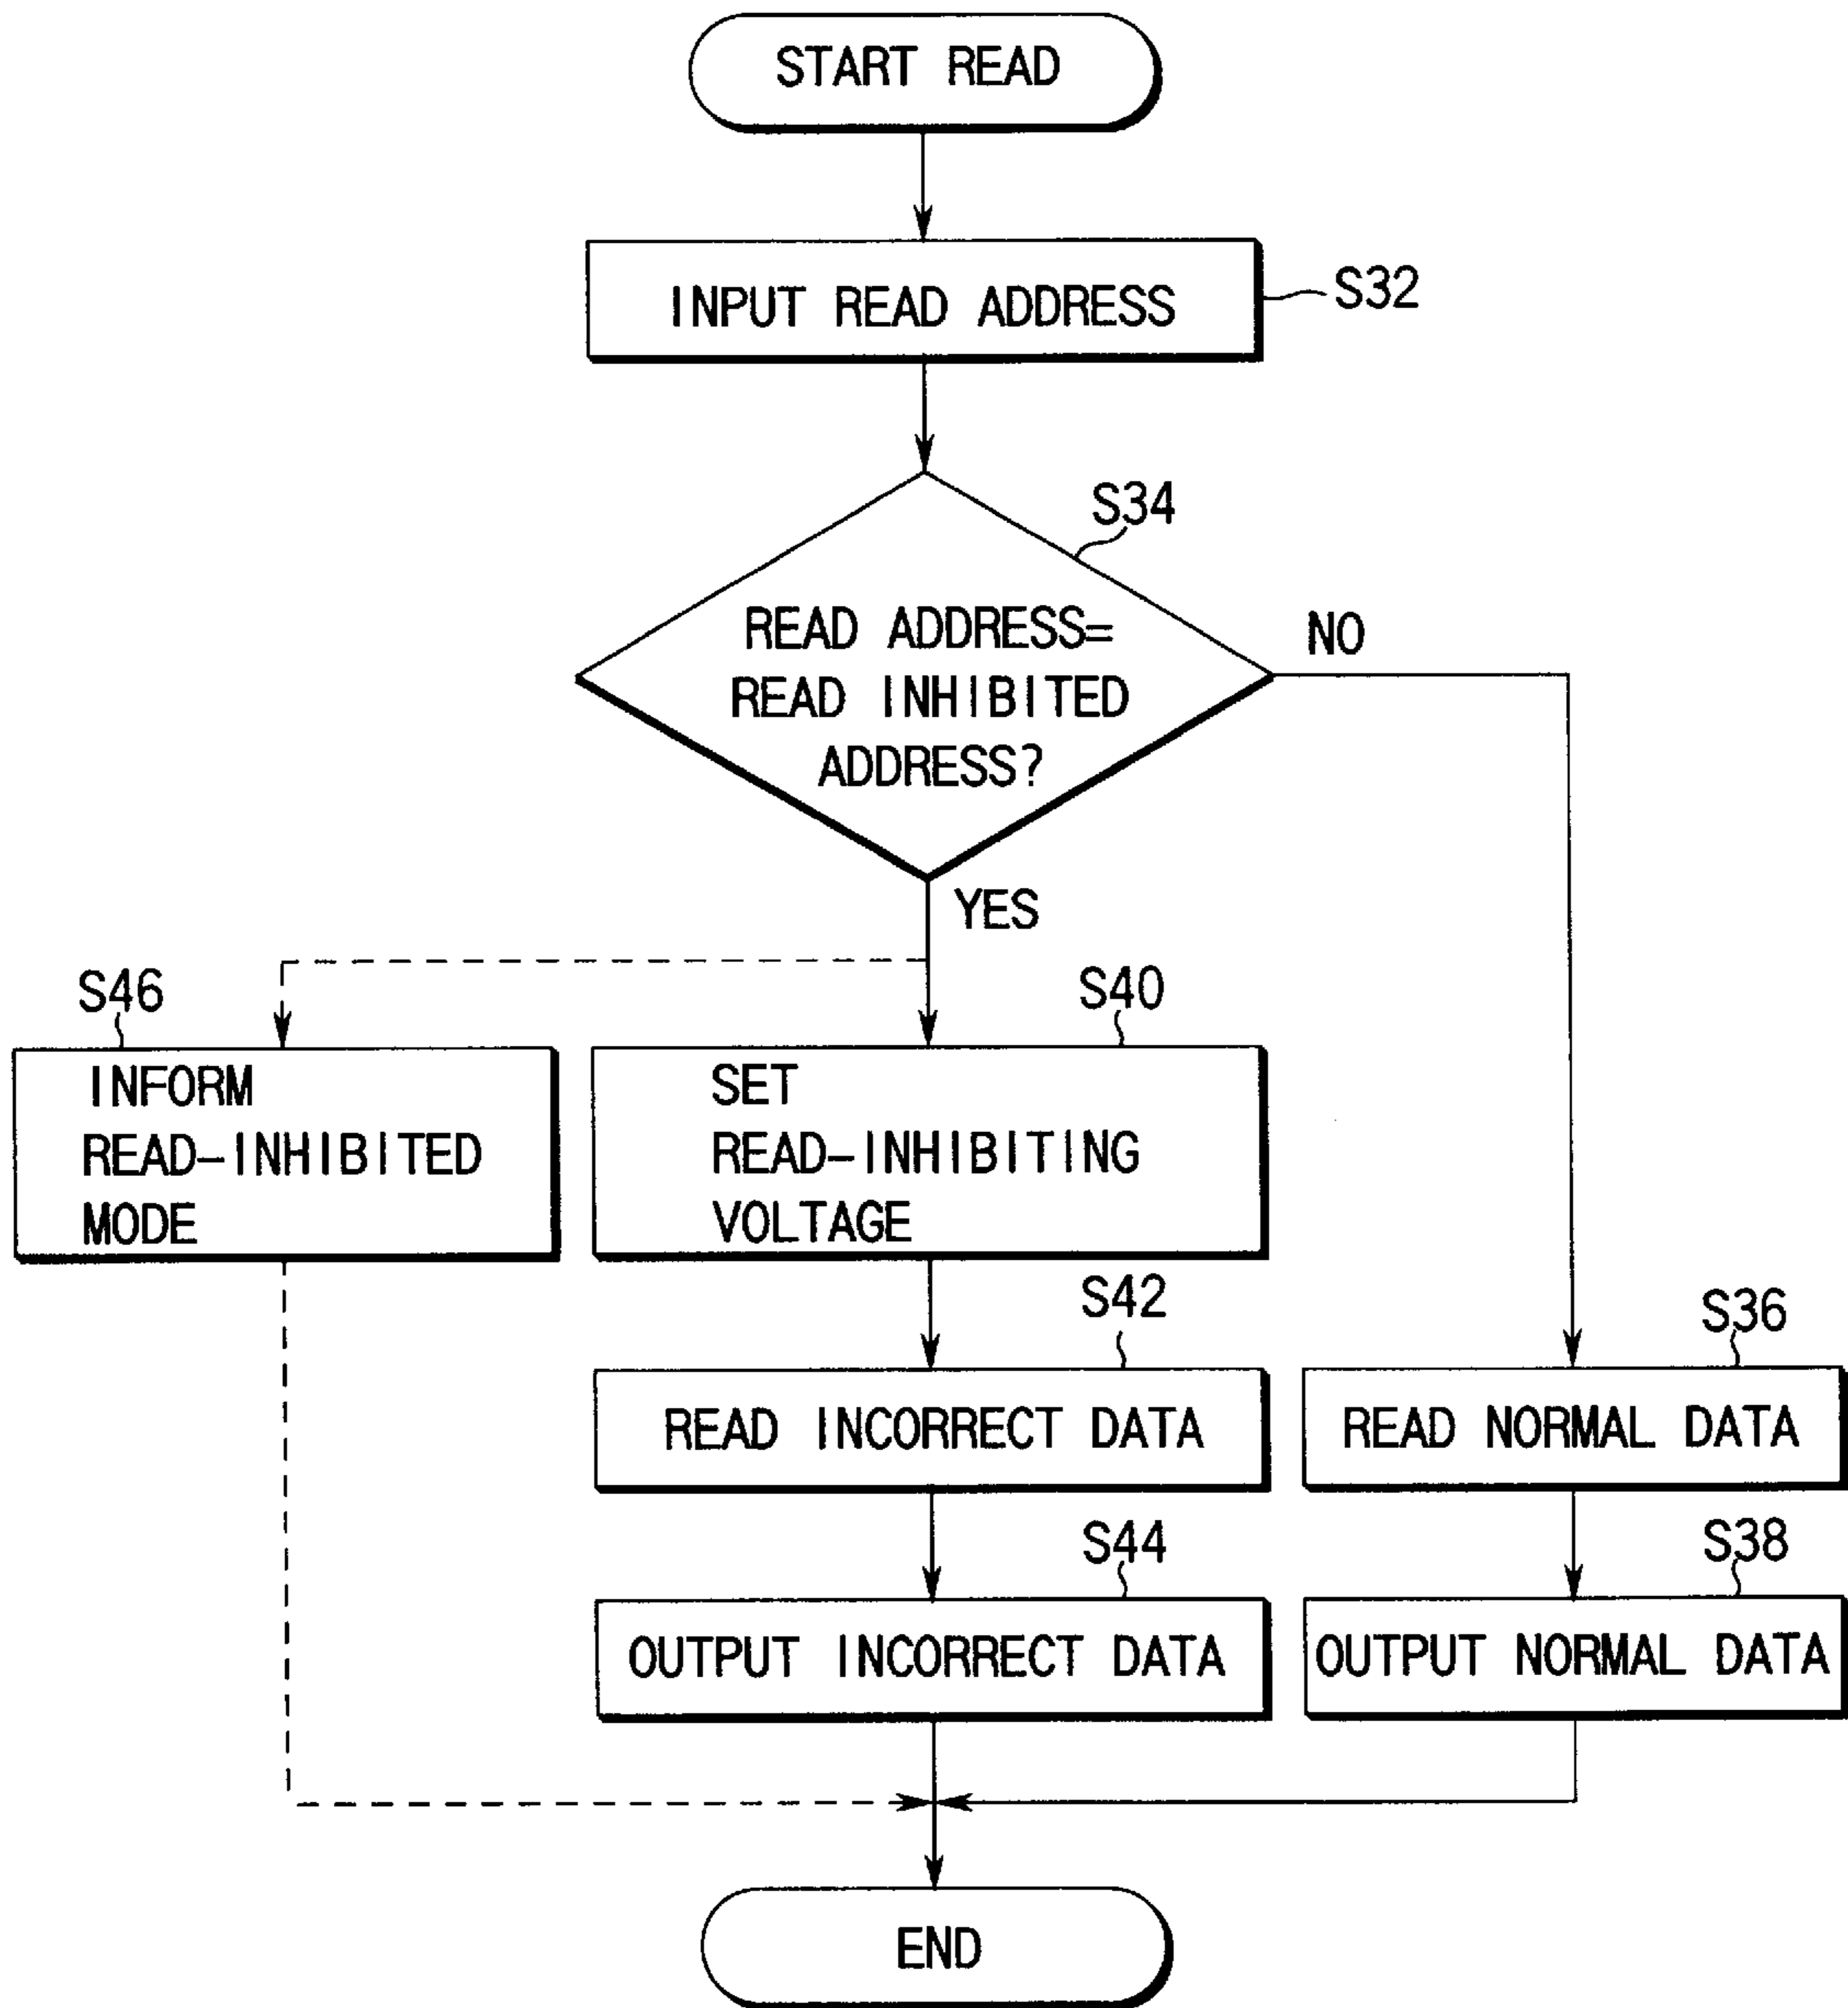 START READ
INPUT READ ADDRESS
S32
S34
READ ADDRESS=
READ INHIBITED
ADDRESS?
NO
YES
S46
INFORM
READ-INHIBITED
MODE
S40
SET
READ-INHIBITING
VOLTAGE
S42
READ INCORRECT DATA
S36
READ NORMAL DATA
S44
OUTPUT INCORRECT DATA
S38
OUTPUT NORMAL DATA
END